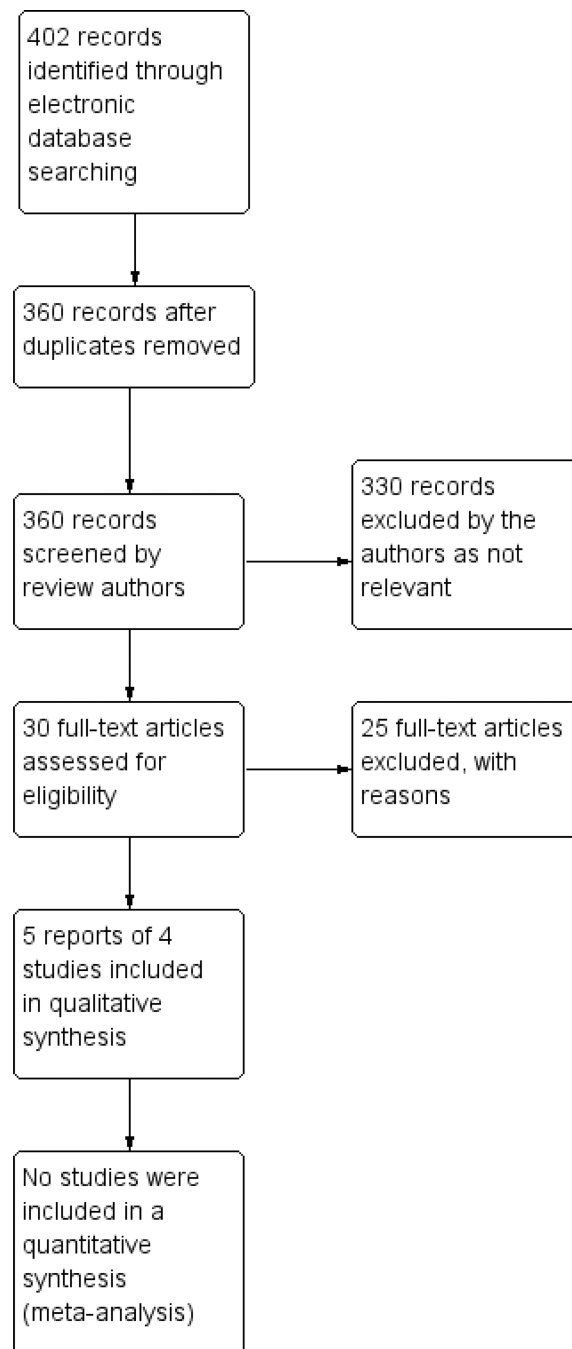 402 records
identified through
electronic
database
searching
360 records after
duplicates removed
360 records
screened by
review authors
330 records
excluded by the
authors as not
relevant
30 full-text articles
assessed for
eligibility
25 full-text articles
excluded, with
reasons
5 reports of 4
studies included
in qualitative
synthesis
No studies were
included in a
quantitative
synthesis
(meta-analysis)